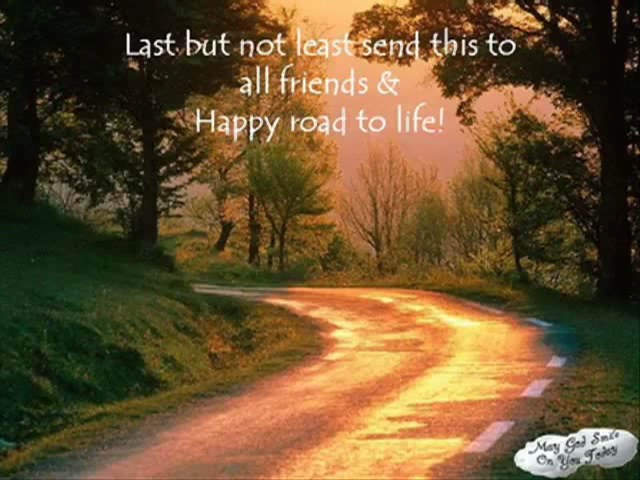 Last but not least send this to
all friends &
Happy road to life!
May God Smile
On You Today